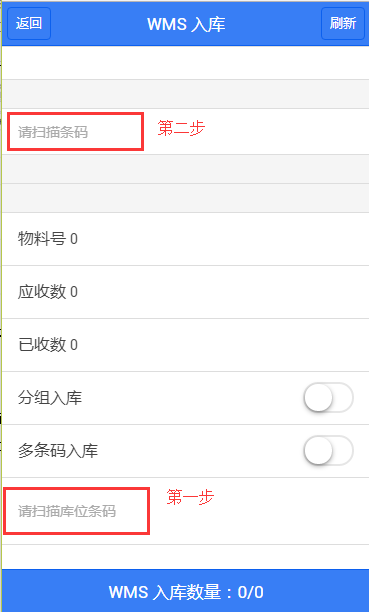 返回 WMS 入库 刷新
请扫描条码 第二步
物料号 0
应收数 0
已收数 0
分组入库
多条码入库
第一步
请扫描库位条码
WMS 入库数量：0/0